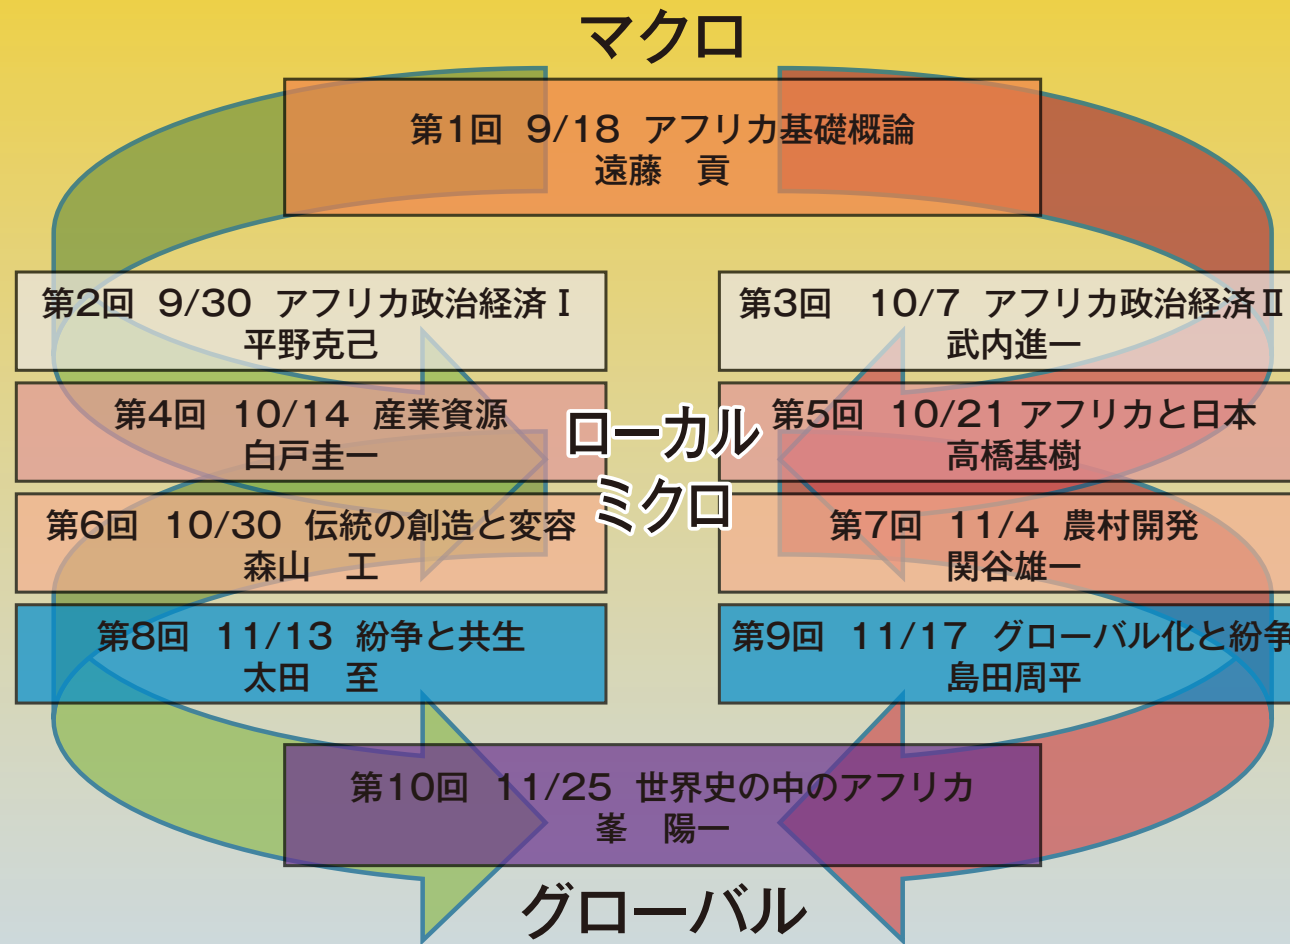 マクロ
第1回 9/18 アフリカ基礎概論
遠藤　貢
第2回 9/30 アフリカ政治経済Ⅰ
平野克己
第3回　10/7 アフリカ政治経済Ⅱ
武内進一
第4回 10/14 産業資源
白戸圭一
ローカル
第5回 10/21 アフリカと日本
高橋基樹
ミクロ
第6回 10/30 伝統の創造と変容
森山　工
第7回 11/4 農村開発
関谷雄一
第8回 11/13 紛争と共生
太田　至
第9回 11/17 グローバル化と紛争
島田周平
第10回 11/25 世界史の中のアフリカ
峯　陽一
グローバル